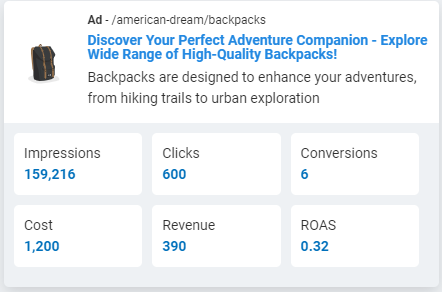 Ad - /american-dream/backpacks
Discover Your Perfect Adventure Companion - Explore
Wide Range of High-Quality Backpacks!
Backpacks are designed to enhance your adventures,
from hiking trails to urban exploration
Impressions Clicks Conversions
159,216 600 6
Cost Revenue ROAS
1,200 390 0.32